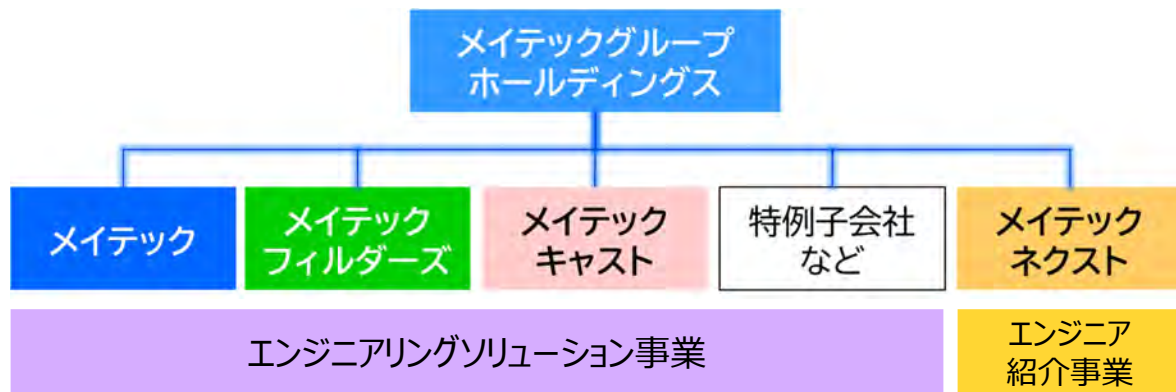 メイテックグループ
ホールディングス
メイテック
メイテック
フィルダーズ
メイテック
キャスト
特例子会社
など
メイテック
ネクスト
エンジニアリングソリューション事業
エンジニア
紹介事業